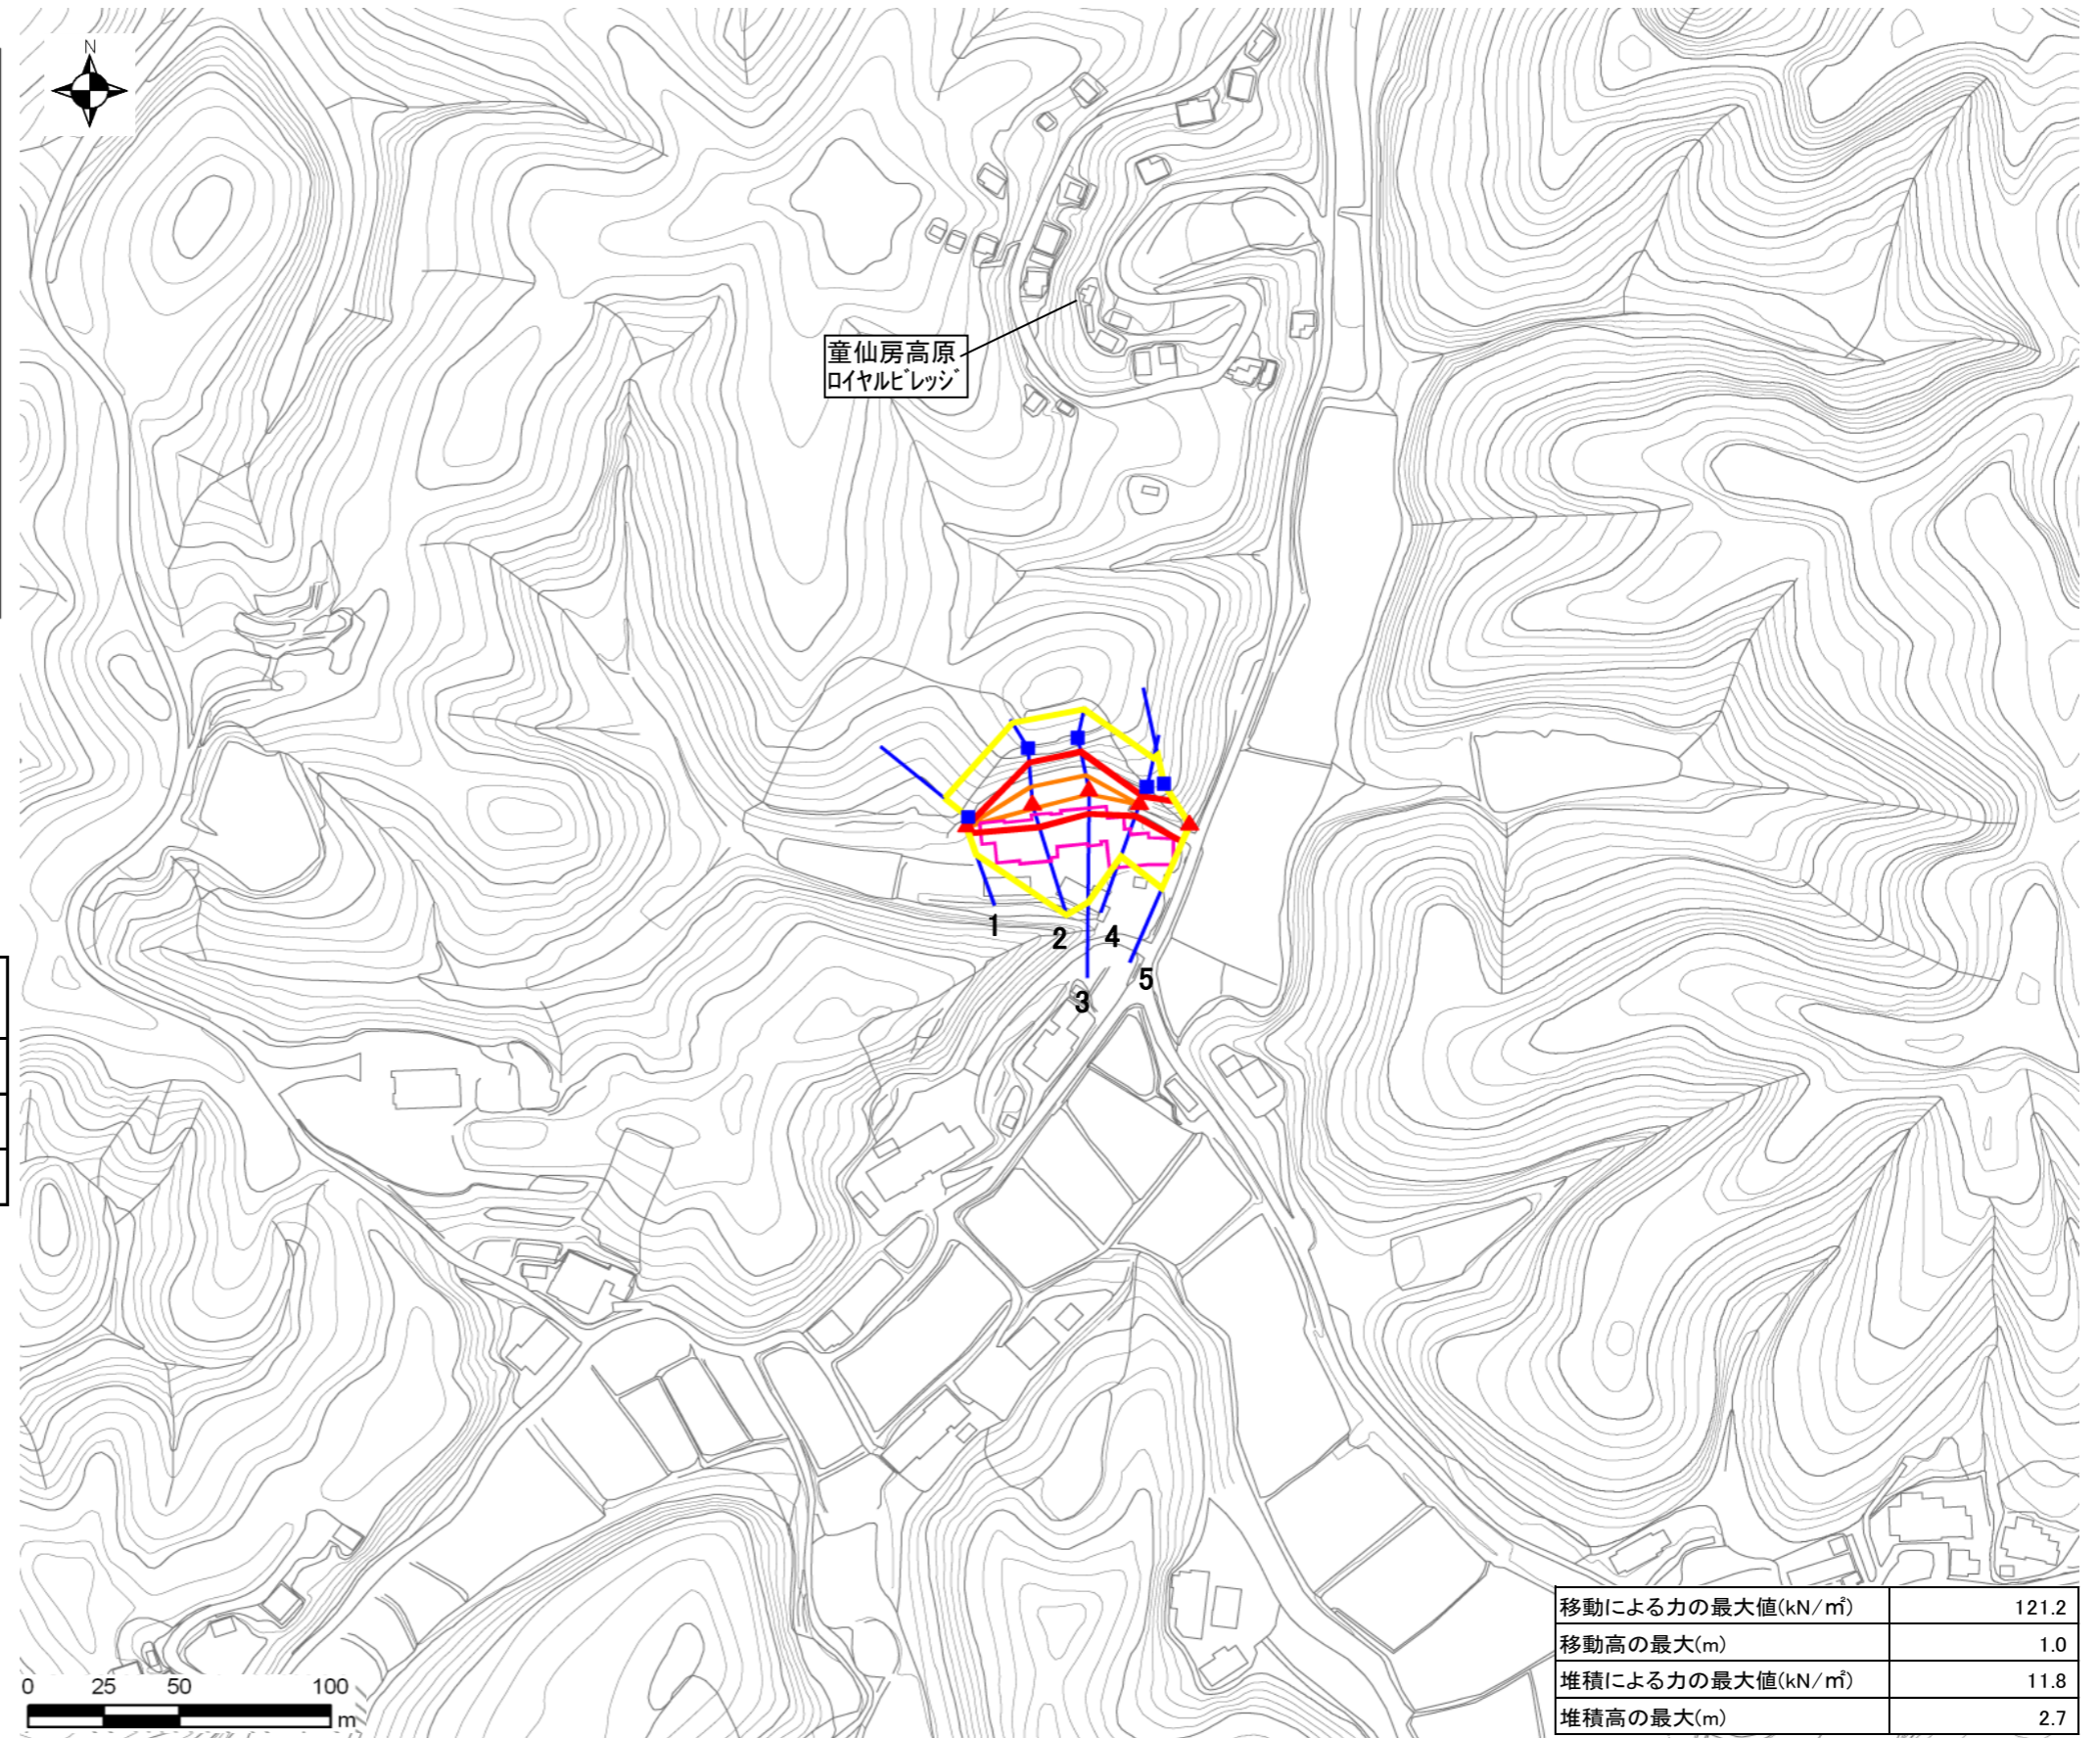 N
童仙房高原
ロイヤルビレッジ
1
2
4
5
3
0 25 50 100
m
移動による力の最大値(kN/㎡) 121.2
移動高の最大(m) 1.0
堆積による力の最大値(kN/㎡) 11.8
堆積高の最大(m) 2.7